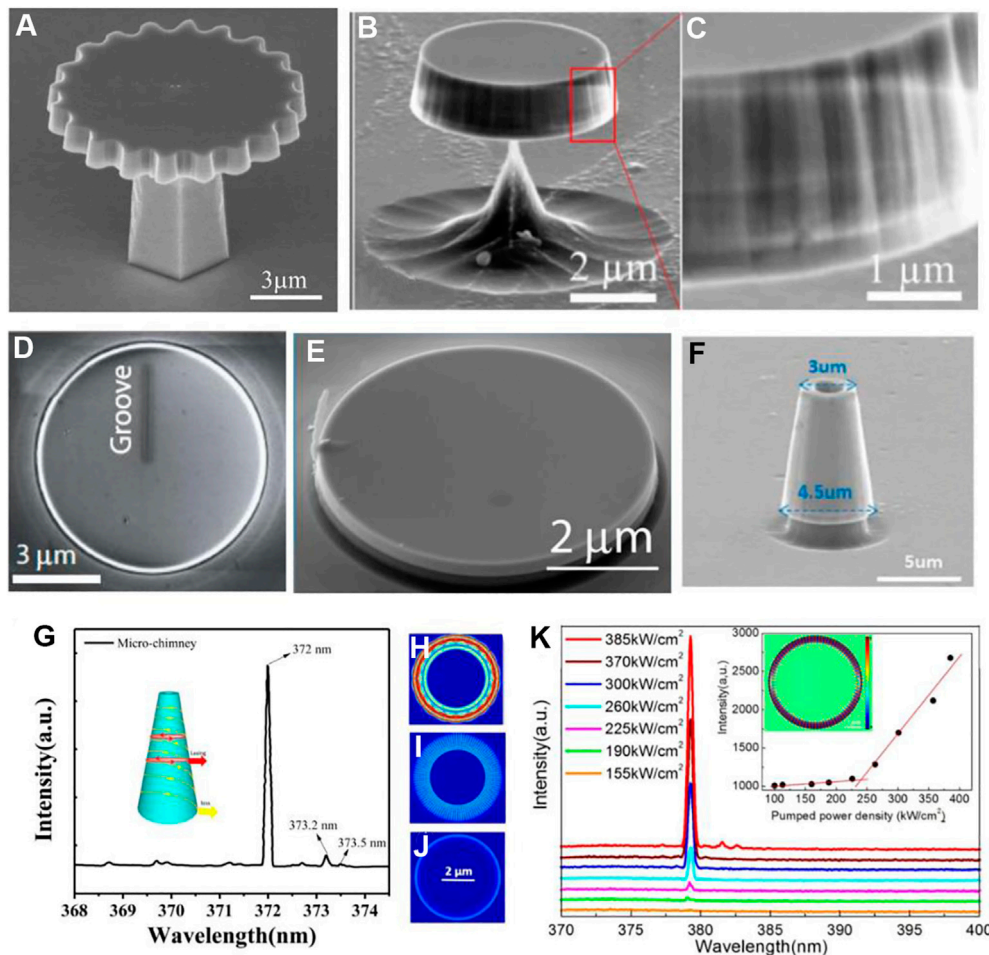 A
3μm
B
2 μm
C
1 μm
D
Groove
3 μm
E
2 μm
F
3um
4.5um
5um
G
Micro-chimney
372 nm
373.2 nm
373.5 nm
Lasing
loss
Intensity(a.u.)
368 369 370 371 372 373 374
Wavelength(nm)
H
I
J
2 μm
K
385kW/cm²
370kW/cm²
300kW/cm²
260kW/cm²
225kW/cm²
190kW/cm²
155kW/cm²
Intensity(a.u.)
370 375 380 385 390 395 400
Wavelength(nm)
Intensity(a,u.)
3000
2500
2000
1500
1000
100 150 200 250 300 350 400
Pumped power density (kW/cm²)